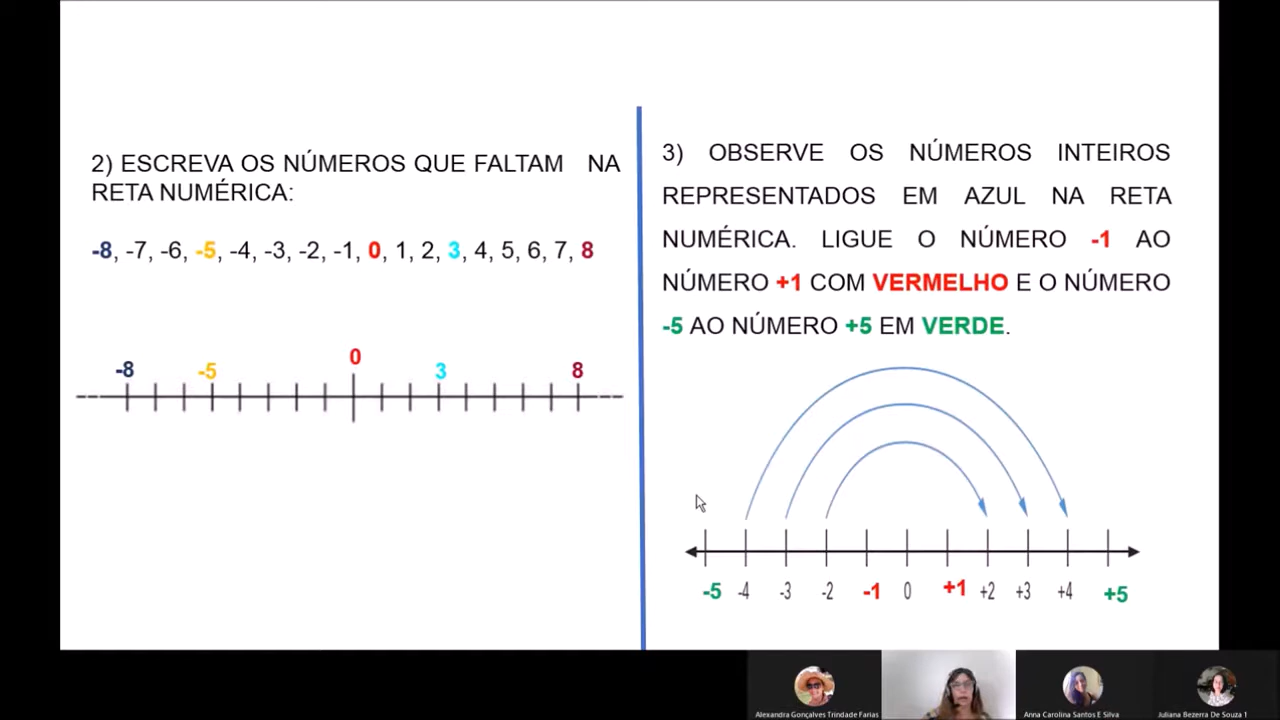 2) ESCREVA OS NÚMEROS QUE FALTAM NA
RETA NUMÉRICA:
-8, -7, -6, -5, -4, -3, -2, -1, 0, 1, 2, 3, 4, 5, 6, 7, 8
-8 -5 0 3 8
3) OBSERVE OS NÚMEROS INTEIROS
REPRESENTADOS EM AZUL NA RETA
NUMÉRICA. LIGUE O NÚMERO -1 AO
NÚMERO +1 COM VERMELHO E O NÚMERO
-5 AO NÚMERO +5 EM VERDE.
-5 -4 -3 -2 -1 0 +1 +2 +3 +4 +5
Alexandra Gonçalves Trindade Farias
Anna Carolina Santos E Silva
Juliana Bezerra De Souza 1